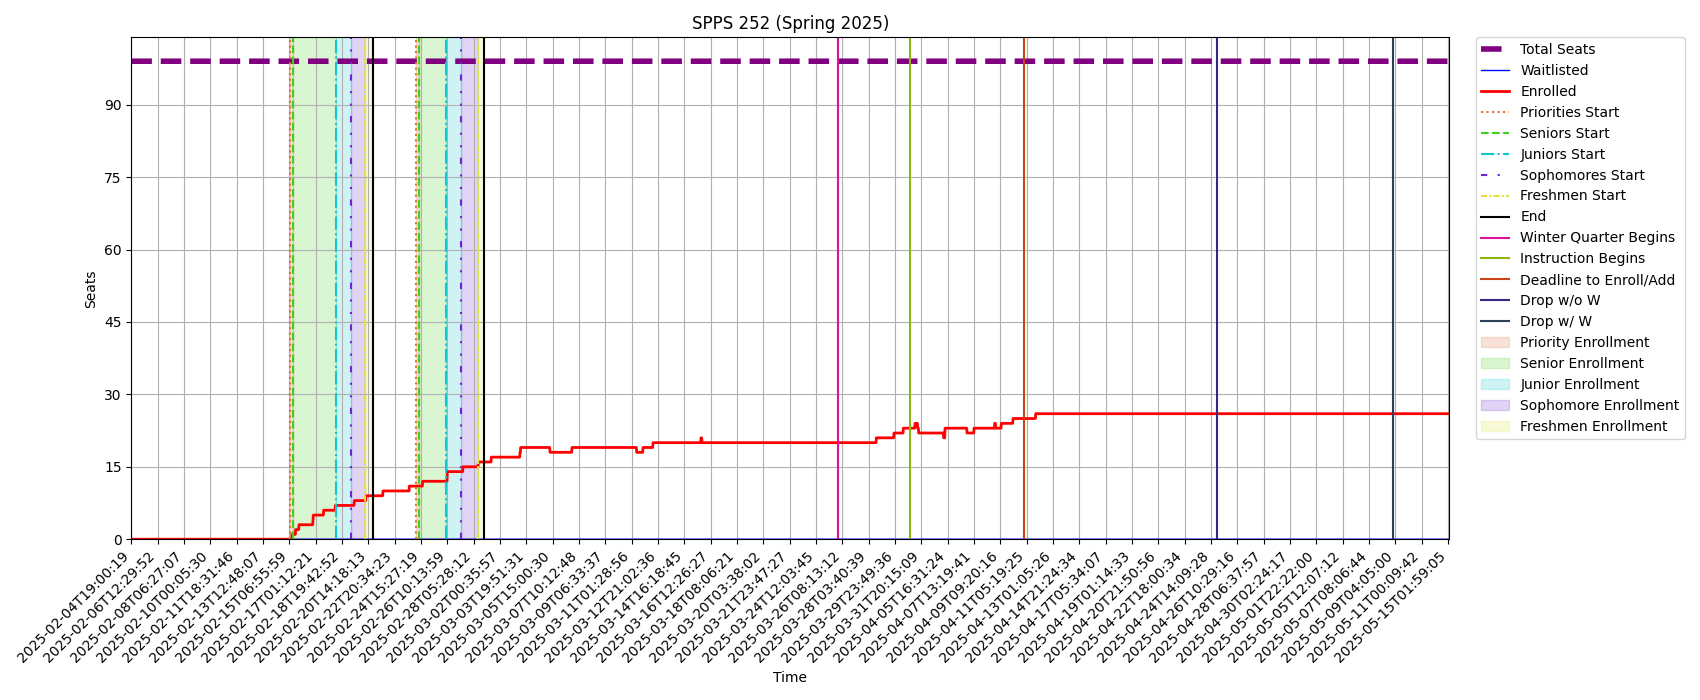 SPPS 252 (Spring 2025)
Seats
90
75
60
45
30
15
0
2025-02-04T19:00:19
2025-02-06T12:29:52
2025-02-08T06:27:07
2025-02-10T00:05:30
2025-02-11T18:31:46
2025-02-13T12:48:07
2025-02-15T06:55:59
2025-02-17T01:12:21
2025-02-18T19:42:52
2025-02-20T14:18:13
2025-02-22T20:34:23
2025-02-24T15:27:19
2025-02-26T10:13:59
2025-02-28T05:28:12
2025-03-02T00:35:57
2025-03-03T19:51:31
2025-03-05T15:00:30
2025-03-07T10:12:48
2025-03-09T06:33:37
2025-03-11T01:28:56
2025-03-12T21:02:36
2025-03-14T16:18:45
2025-03-16T12:26:27
2025-03-18T08:06:21
2025-03-20T03:38:02
2025-03-21T23:47:27
2025-03-24T12:03:45
2025-03-26T08:13:12
2025-03-28T03:40:39
2025-03-29T23:49:36
2025-03-31T20:15:09
2025-04-05T16:31:24
2025-04-07T13:19:41
2025-04-09T09:20:16
2025-04-11T05:19:25
2025-04-13T01:05:26
2025-04-14T21:24:34
2025-04-17T05:34:07
2025-04-19T01:14:33
2025-04-20T21:50:56
2025-04-22T18:00:34
2025-04-24T14:09:28
2025-04-26T10:29:16
2025-04-28T06:37:57
2025-04-30T02:24:17
2025-05-01T22:22:00
2025-05-05T12:07:12
2025-05-07T08:06:44
2025-05-09T04:05:00
2025-05-11T00:09:42
2025-05-15T01:59:05
Time
Total Seats
Waitlisted
Enrolled
Priorities Start
Seniors Start
Juniors Start
Sophomores Start
Freshmen Start
End
Winter Quarter Begins
Instruction Begins
Deadline to Enroll/Add
Drop w/o W
Drop w/ W
Priority Enrollment
Senior Enrollment
Junior Enrollment
Sophomore Enrollment
Freshmen Enrollment